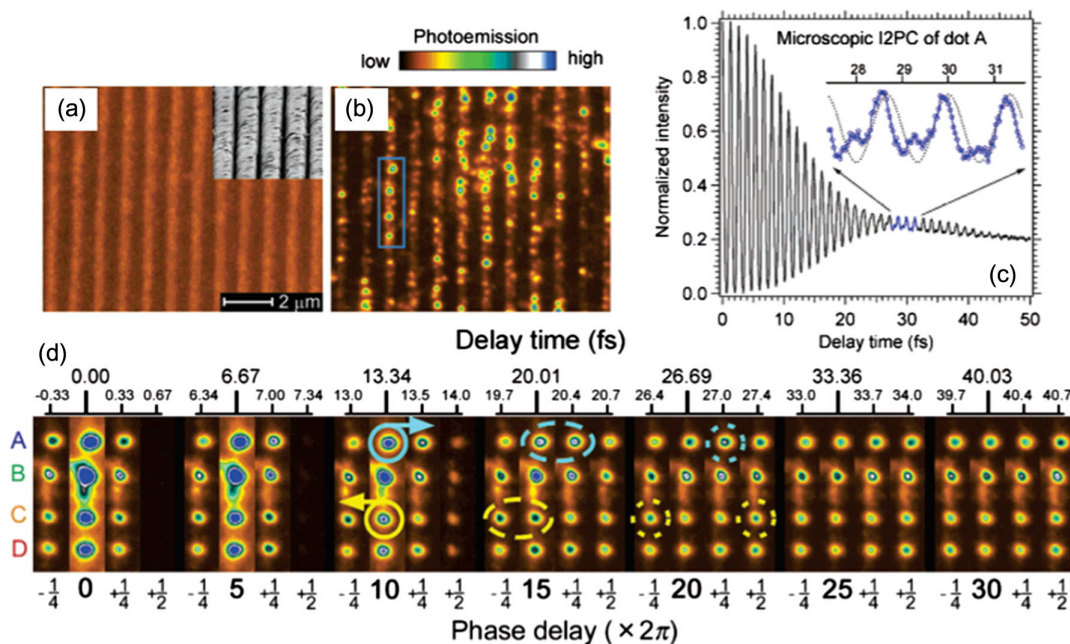 Photoemission
low high
(a)
2 μm
(b)
Microscopic I2PC of dot A
28 29 30 31
1.0
0.8
0.6
0.4
0.2
0.0
Normalized intensity
0 10 20 30 40 50
Delay time (fs)
(c)
(d)
Delay time (fs)
0.00 6.67 13.34 20.01 26.69 33.36 40.03
-0.33 0.33 0.67 6.34 7.00 7.34 13.0 13.5 14.0 19.7 20.4 20.7 26.4 27.0 27.4 33.0 33.7 34.0 39.7 40.4 40.7
A
B
C
D
-1/4 0 +1/4 +1/2 -1/4 5 +1/4 +1/2 -1/4 10 +1/4 +1/2 -1/4 15 +1/4 +1/2 -1/4 20 +1/4 +1/2 -1/4 25 +1/4 +1/2 -1/4 30 +1/4 +1/2
Phase delay (×2π)